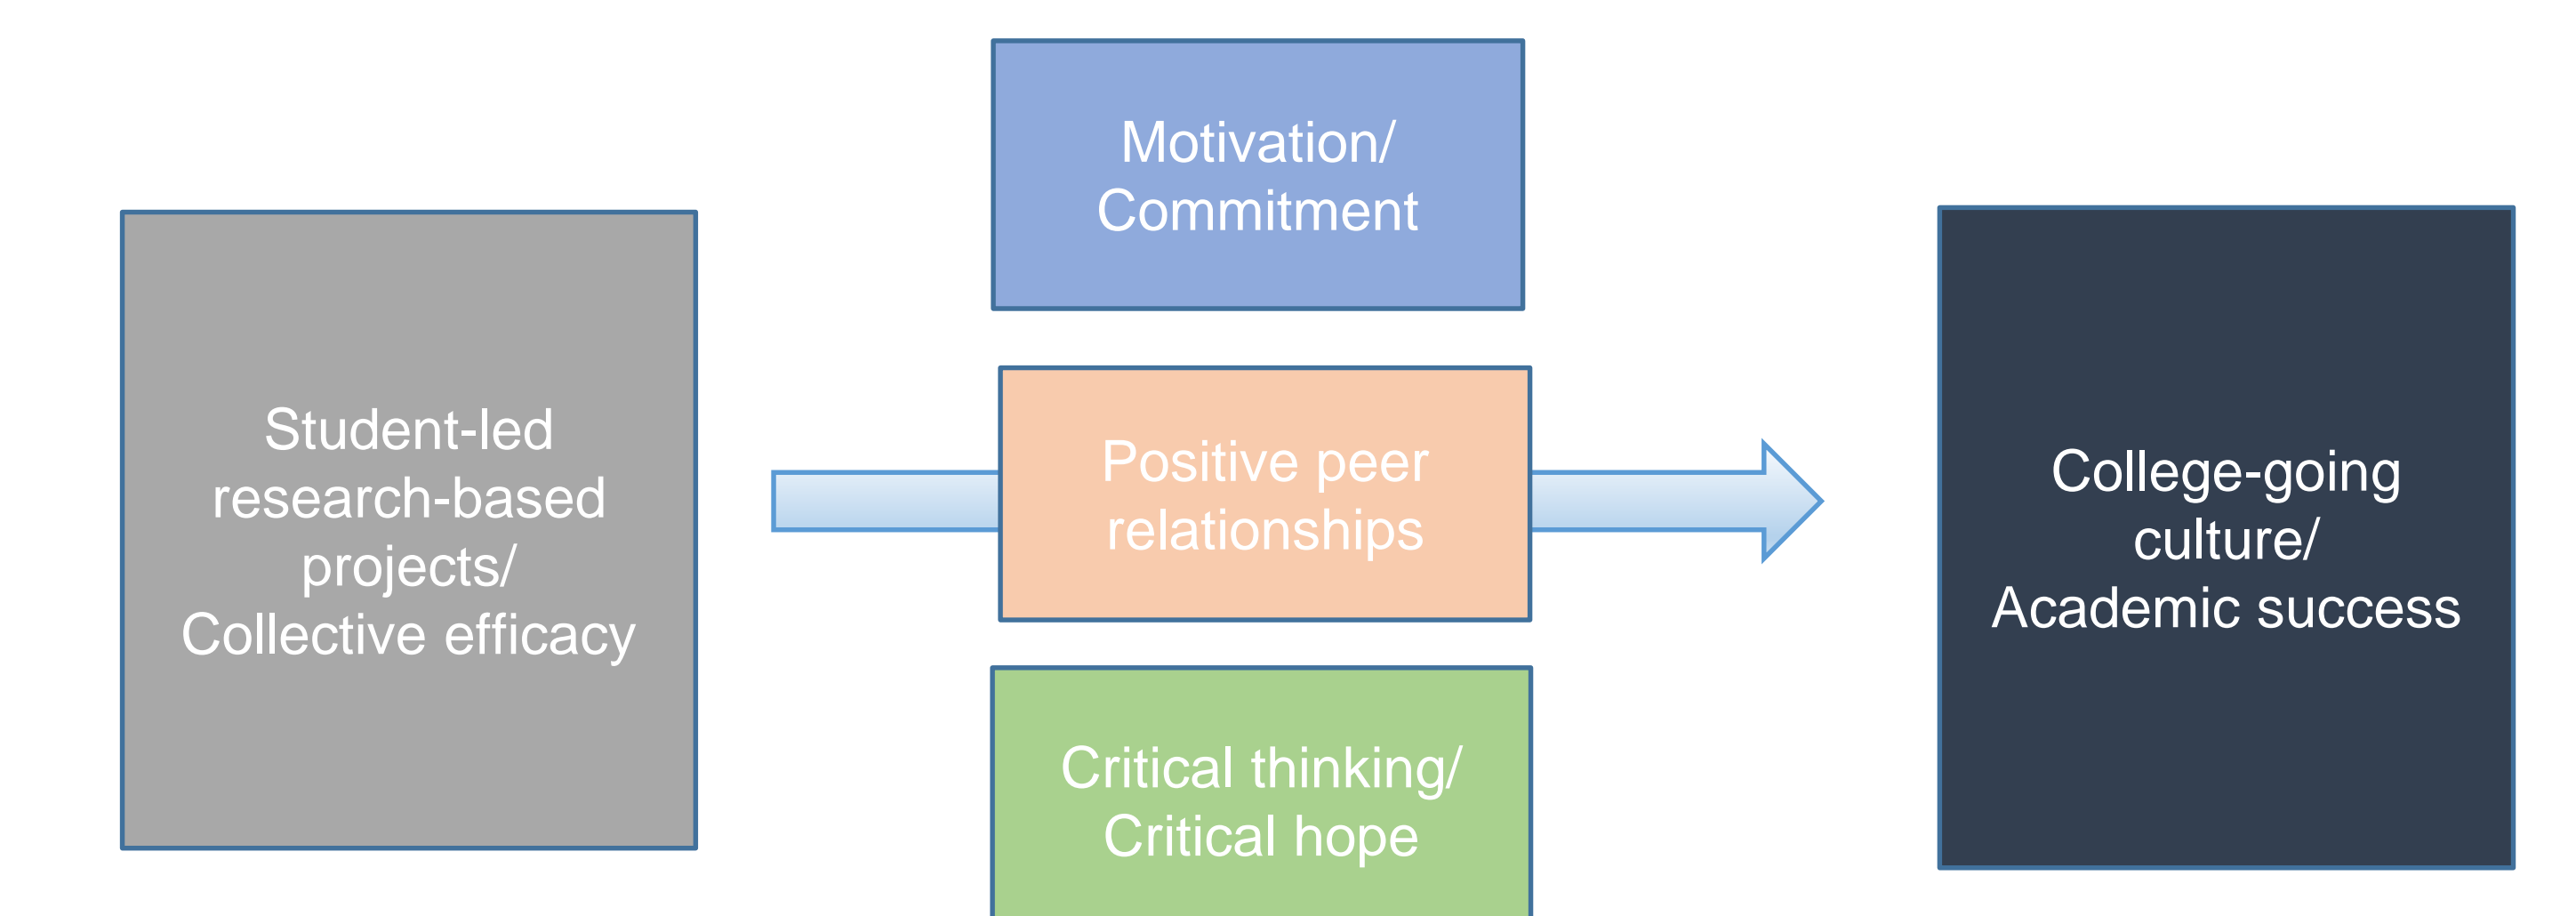 Student-led
research-based
projects/
Collective efficacy
Motivation/
Commitment
Positive peer
relationships
Critical thinking/
Critical hope
College-going
culture/
Academic success